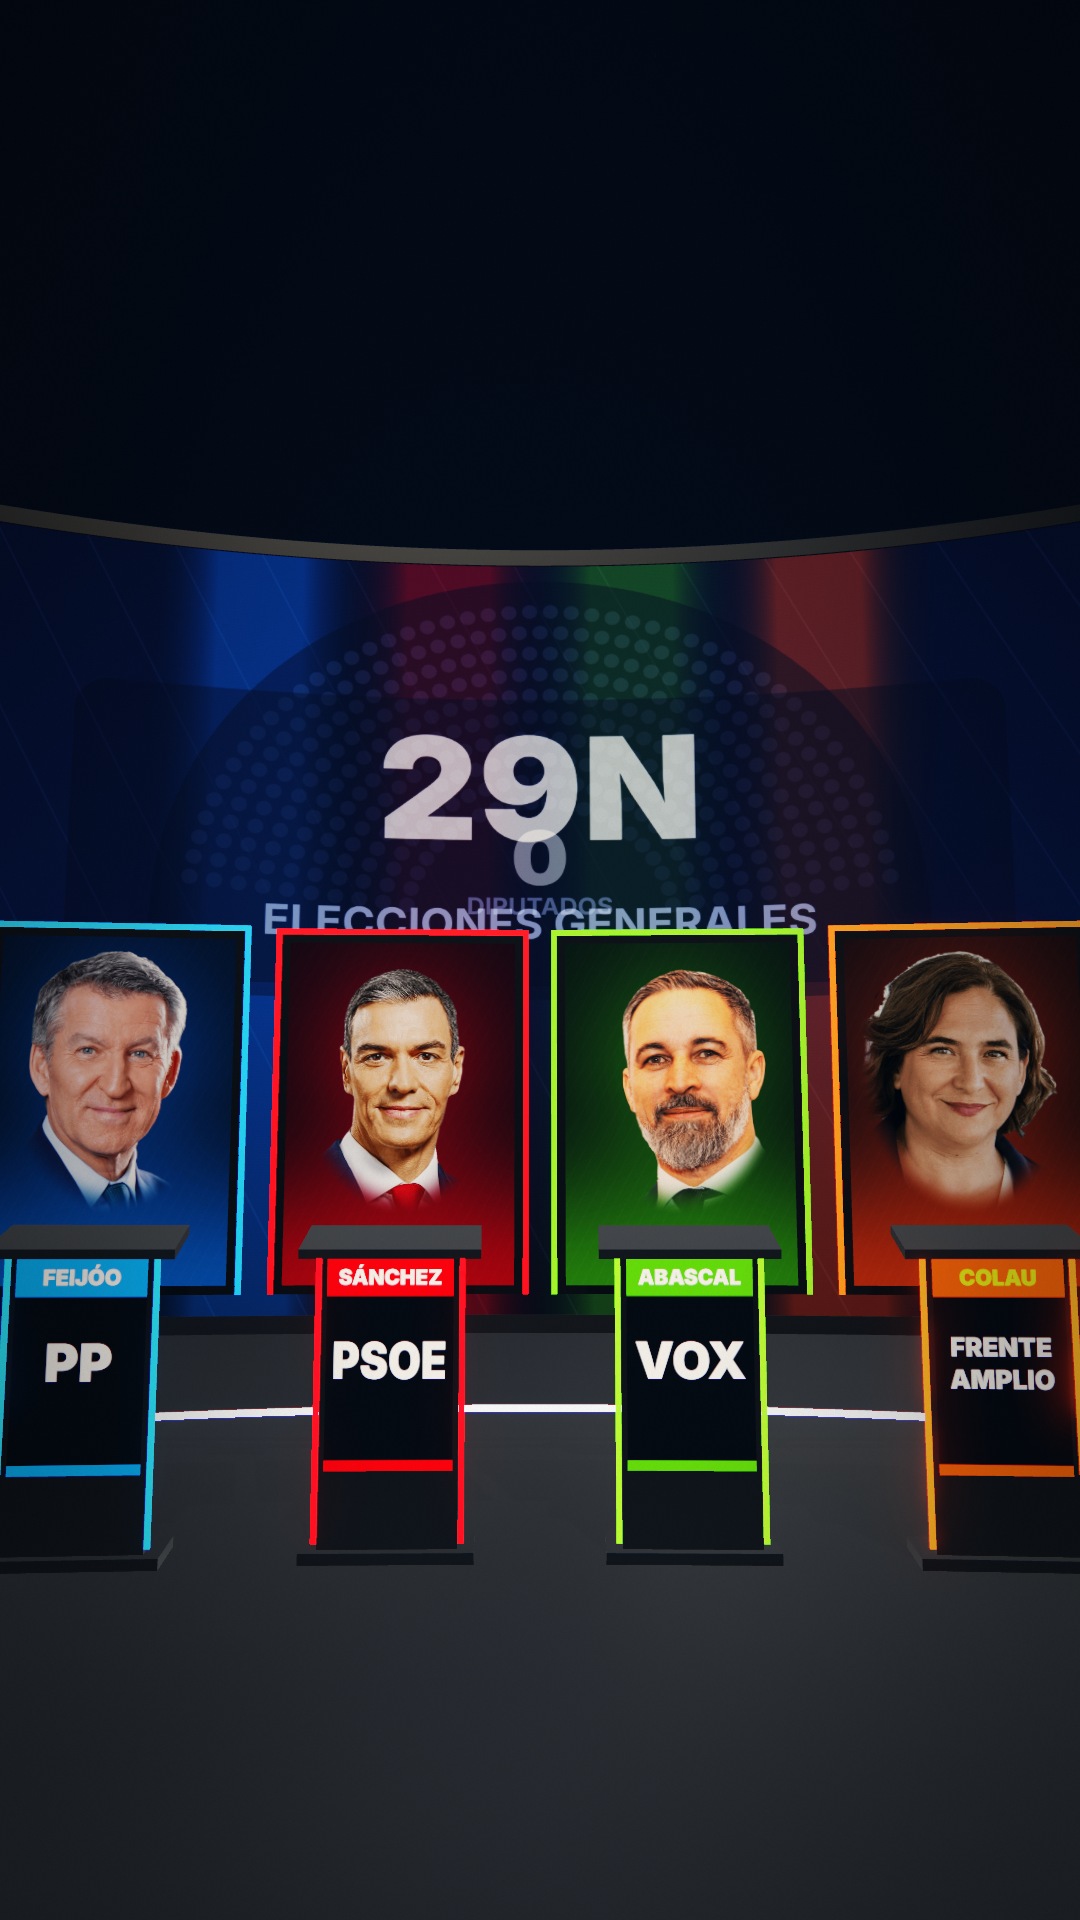 29N
0
DIPUTADOS
ELECCIONES GENERALES
FEIJÓO
SÁNCHEZ
ABASCAL
COLAU
PP
PSOE
VOX
FRENTE
AMPLIO